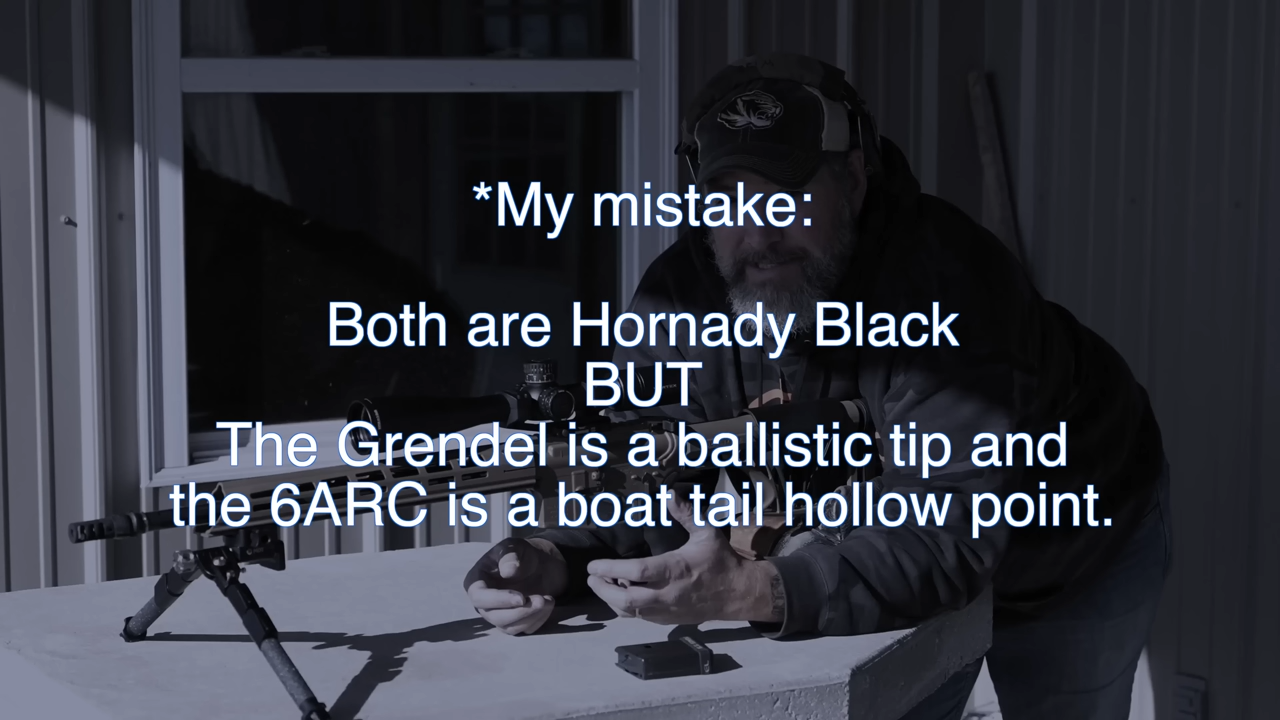 *My mistake:
Both are Hornady Black
BUT
The Grendel is a ballistic tip and
the 6ARC is a boat tail hollow point.